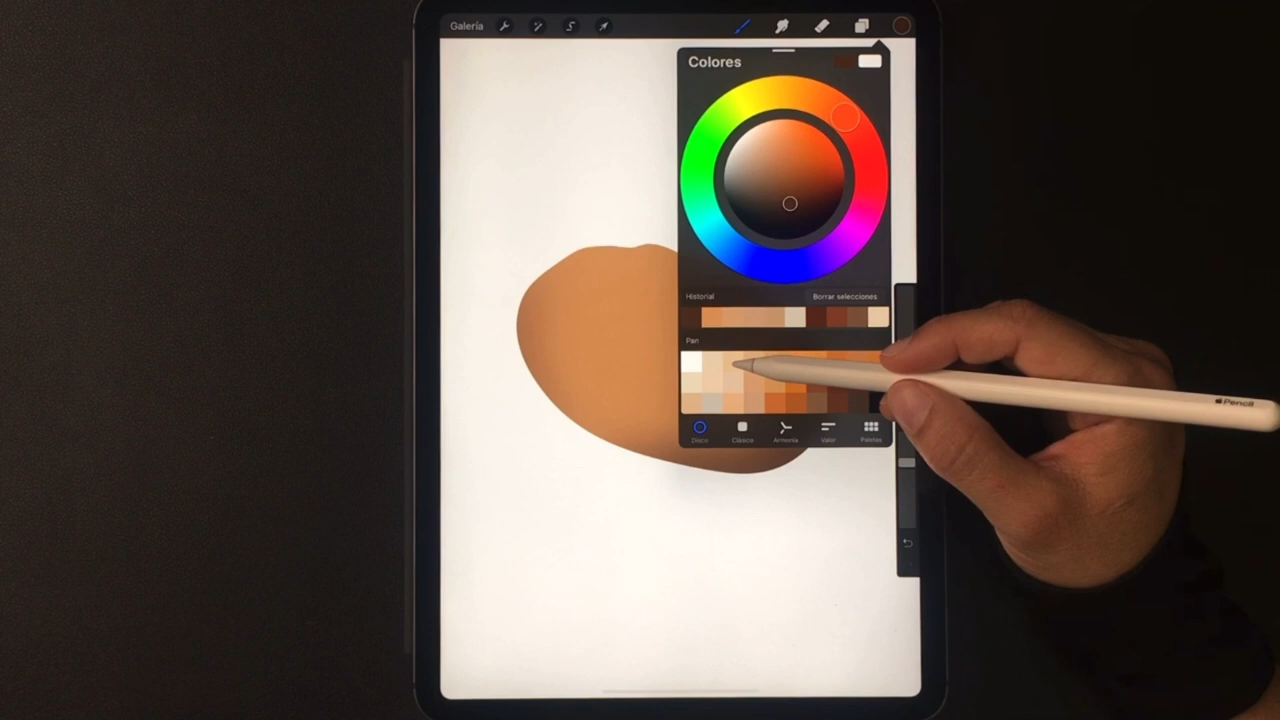 Galería
Colores
Historial
Borrar selecciones
Pan
Disco
Clásico
Armonía
Valor
Paletas
Pencil